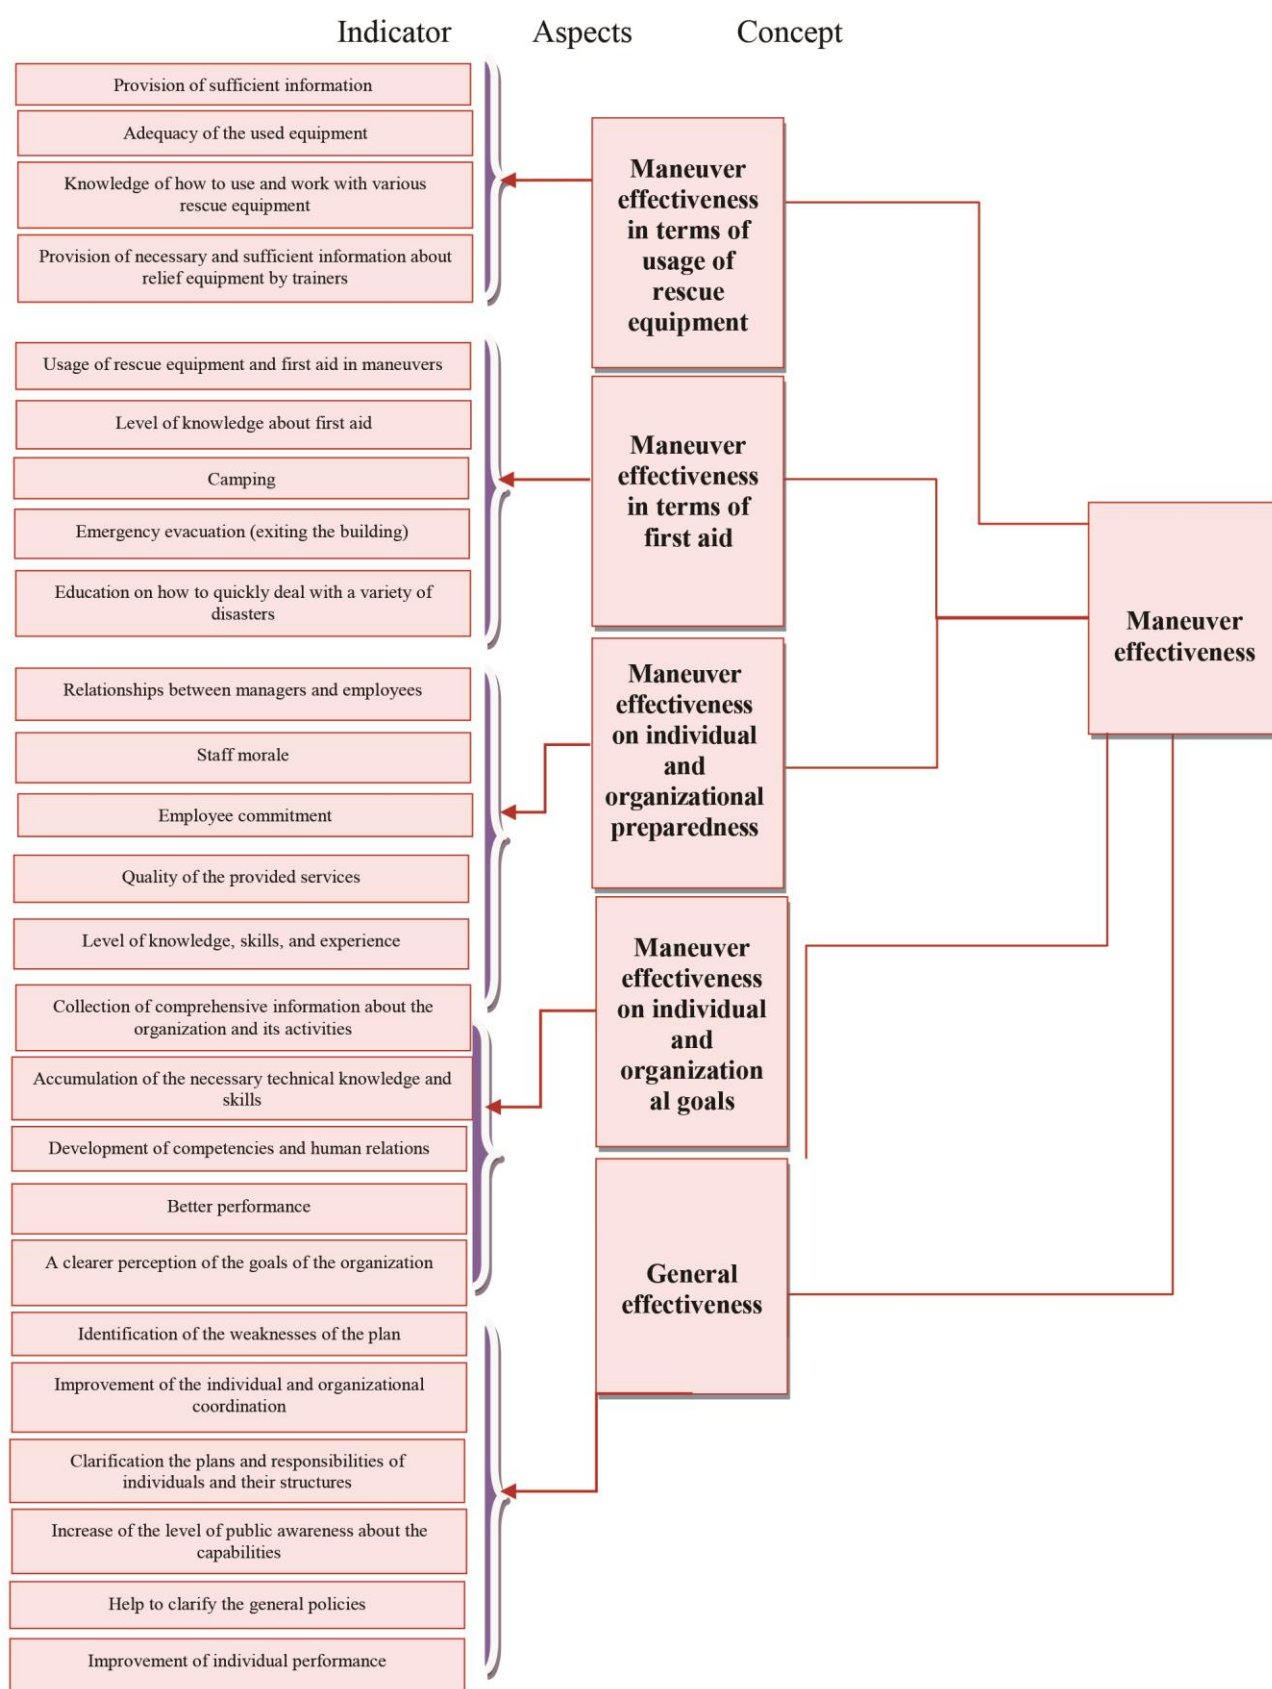 Indicator Aspects Concept
Provision of sufficient information
Adequacy of the used equipment
Knowledge of how to use and work with various
rescue equipment
Provision of necessary and sufficient information about
relief equipment by trainers
Usage of rescue equipment and first aid in maneuvers
Level of knowledge about first aid
Camping
Emergency evacuation (exiting the building)
Education on how to quickly deal with a variety of
disasters
Relationships between managers and employees
Staff morale
Employee commitment
Quality of the provided services
Level of knowledge, skills, and experience
Collection of comprehensive information about the
organization and its activities
Accumulation of the necessary technical knowledge and
skills
Development of competencies and human relations
Better performance
A clearer perception of the goals of the organization
Identification of the weaknesses of the plan
Improvement of the individual and organizational
coordination
Clarification the plans and responsibilities of
individuals and their structures
Increase of the level of public awareness about the
capabilities
Help to clarify the general policies
Improvement of individual performance
Maneuver
effectiveness
in terms of
usage of
rescue
equipment
Maneuver
effectiveness
in terms of
first aid
Maneuver
effectiveness
on individual
and
organizational
preparedness
Maneuver
effectiveness
on individual
and
organization
al goals
General
effectiveness
Maneuver
effectiveness